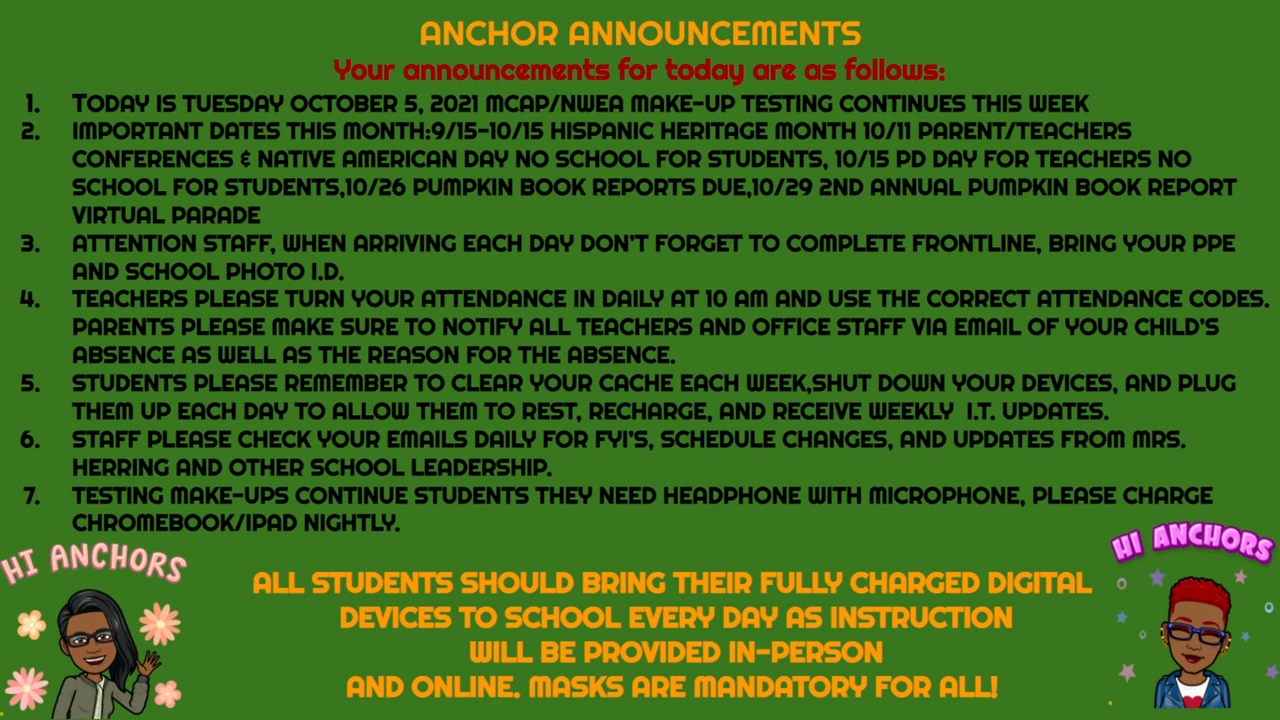 ANCHOR ANNOUNCEMENTS
Your announcements for today are as follows:
1. TODAY IS TUESDAY OCTOBER 5, 2021 MCAP/NWEA MAKE-UP TESTING CONTINUES THIS WEEK
2. IMPORTANT DATES THIS MONTH:9/15-10/15 HISPANIC HERITAGE MONTH 10/11 PARENT/TEACHERS
CONFERENCES & NATIVE AMERICAN DAY NO SCHOOL FOR STUDENTS, 10/15 PD DAY FOR TEACHERS NO
SCHOOL FOR STUDENTS,10/26 PUMPKIN BOOK REPORTS DUE,10/29 2ND ANNUAL PUMPKIN BOOK REPORT
VIRTUAL PARADE
3. ATTENTION STAFF, WHEN ARRIVING EACH DAY DON'T FORGET TO COMPLETE FRONTLINE, BRING YOUR PPE
AND SCHOOL PHOTO I.D.
4. TEACHERS PLEASE TURN YOUR ATTENDANCE IN DAILY AT 10 AM AND USE THE CORRECT ATTENDANCE CODES.
PARENTS PLEASE MAKE SURE TO NOTIFY ALL TEACHERS AND OFFICE STAFF VIA EMAIL OF YOUR CHILD'S
ABSENCE AS WELL AS THE REASON FOR THE ABSENCE.
5. STUDENTS PLEASE REMEMBER TO CLEAR YOUR CACHE EACH WEEK,SHUT DOWN YOUR DEVICES, AND PLUG
THEM UP EACH DAY TO ALLOW THEM TO REST, RECHARGE, AND RECEIVE WEEKLY I.T. UPDATES.
6. STAFF PLEASE CHECK YOUR EMAILS DAILY FOR FYI'S, SCHEDULE CHANGES, AND UPDATES FROM MRS.
HERRING AND OTHER SCHOOL LEADERSHIP.
7. TESTING MAKE-UPS CONTINUE STUDENTS THEY NEED HEADPHONE WITH MICROPHONE, PLEASE CHARGE
CHROMEBOOK/IPAD NIGHTLY.
HI ANCHORS
HI ANCHORS
ALL STUDENTS SHOULD BRING THEIR FULLY CHARGED DIGITAL
DEVICES TO SCHOOL EVERY DAY AS INSTRUCTION
WILL BE PROVIDED IN-PERSON
AND ONLINE. MASKS ARE MANDATORY FOR ALL!